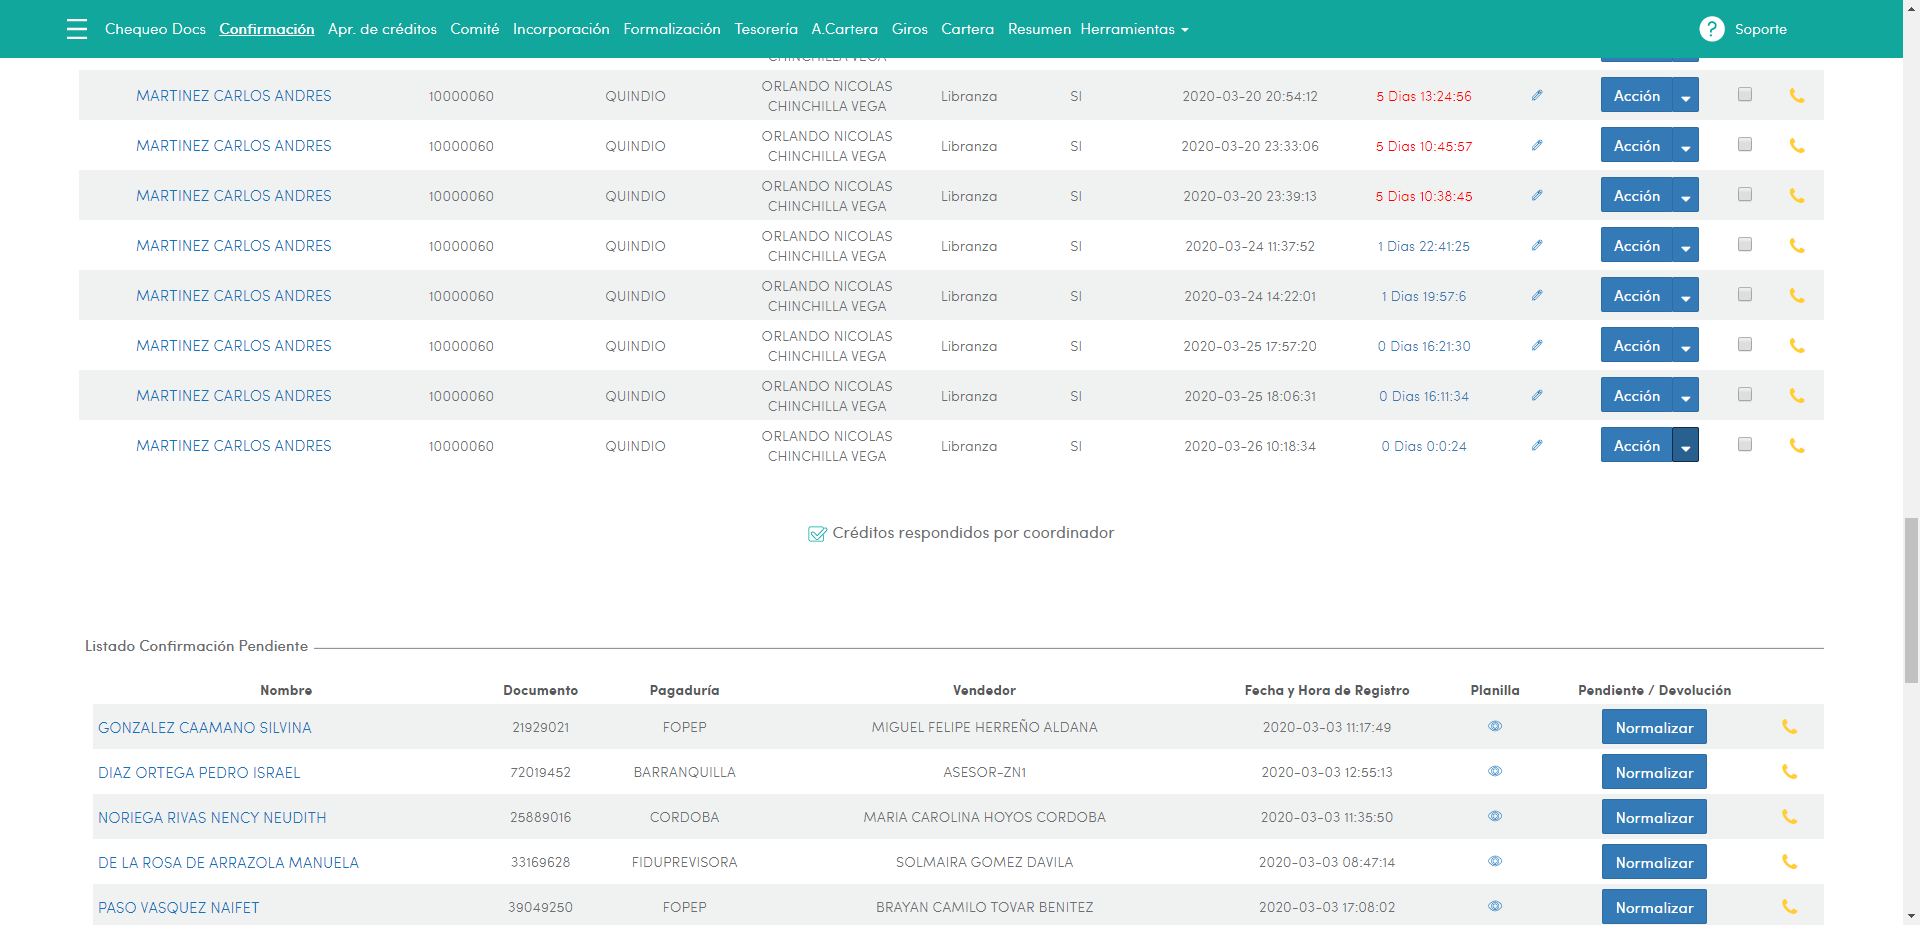 Chequeo Docs Confirmación Apr. de créditos Comité Incorporación Formalización Tesorería A.Cartera Giros Cartera Resumen Herramientas ? Soporte
CHINCHILLA VEGA
MARTINEZ CARLOS ANDRES 10000060 QUINDIO ORLANDO NICOLAS CHINCHILLA VEGA Libranza SI 2020-03-20 20:54:12 5 Dias 13:24:56 Acción
MARTINEZ CARLOS ANDRES 10000060 QUINDIO ORLANDO NICOLAS CHINCHILLA VEGA Libranza SI 2020-03-20 23:33:06 5 Dias 10:45:57 Acción
MARTINEZ CARLOS ANDRES 10000060 QUINDIO ORLANDO NICOLAS CHINCHILLA VEGA Libranza SI 2020-03-20 23:39:13 5 Dias 10:38:45 Acción
MARTINEZ CARLOS ANDRES 10000060 QUINDIO ORLANDO NICOLAS CHINCHILLA VEGA Libranza SI 2020-03-24 11:37:52 1 Dias 22:41:25 Acción
MARTINEZ CARLOS ANDRES 10000060 QUINDIO ORLANDO NICOLAS CHINCHILLA VEGA Libranza SI 2020-03-24 14:22:01 1 Dias 19:57:6 Acción
MARTINEZ CARLOS ANDRES 10000060 QUINDIO ORLANDO NICOLAS CHINCHILLA VEGA Libranza SI 2020-03-25 17:57:20 0 Dias 16:21:30 Acción
MARTINEZ CARLOS ANDRES 10000060 QUINDIO ORLANDO NICOLAS CHINCHILLA VEGA Libranza SI 2020-03-25 18:06:31 0 Dias 16:11:34 Acción
MARTINEZ CARLOS ANDRES 10000060 QUINDIO ORLANDO NICOLAS CHINCHILLA VEGA Libranza SI 2020-03-26 10:18:34 0 Dias 0:0:24 Acción
Créditos respondidos por coordinador
Listado Confirmación Pendiente
Nombre Documento Pagaduría Vendedor Fecha y Hora de Registro Planilla Pendiente / Devolución
GONZALEZ CAAMANO SILVINA 21929021 FOPEP MIGUEL FELIPE HERREÑO ALDANA 2020-03-03 11:17:49 Normalizar
DIAZ ORTEGA PEDRO ISRAEL 72019452 BARRANQUILLA ASESOR-ZN1 2020-03-03 12:55:13 Normalizar
NORIEGA RIVAS NENCY NEUDITH 25889016 CORDOBA MARIA CAROLINA HOYOS CORDOBA 2020-03-03 11:35:50 Normalizar
DE LA ROSA DE ARRAZOLA MANUELA 33169628 FIDUPREVISORA SOLMAIRA GOMEZ DAVILA 2020-03-03 08:47:14 Normalizar
PASO VASQUEZ NAIFET 39049250 FOPEP BRAYAN CAMILO TOVAR BENITEZ 2020-03-03 17:08:02 Normalizar